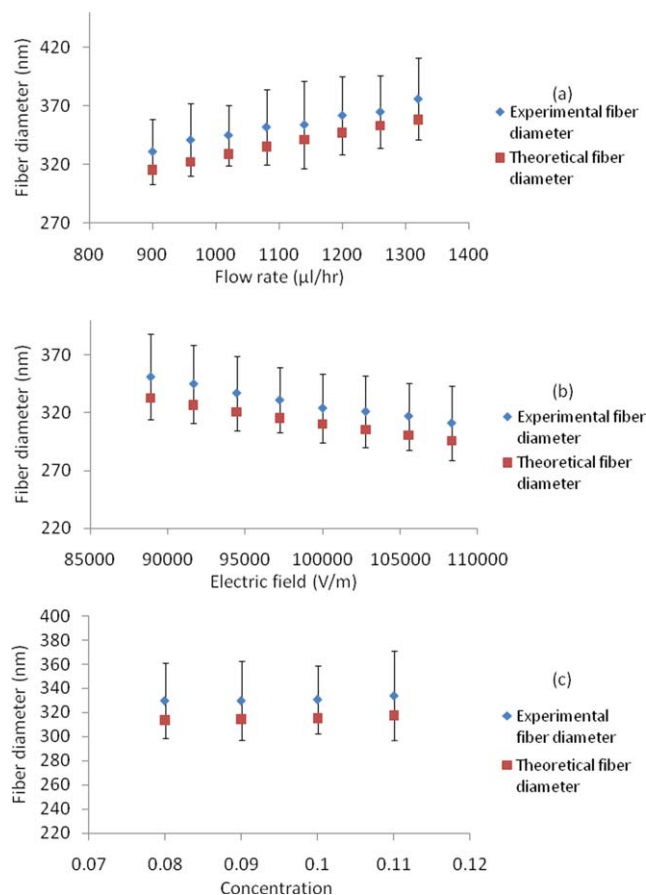 420
370
320
270
Fiber diameter (nm)
800 900 1000 1100 1200 1300 1400
Flow rate (µl/hr)
(a)
Experimental fiber
diameter
Theoretical fiber
diameter
370
320
270
220
Fiber diameter (nm)
85000 90000 95000 100000 105000 110000
Electric field (V/m)
(b)
Experimental fiber
diameter
Theoretical fiber
diameter
400
380
360
340
320
300
280
260
240
220
Fiber diameter (nm)
0.07 0.08 0.09 0.1 0.11 0.12
Concentration
(c)
Experimental
fiber diameter
Theoretical fiber
diameter